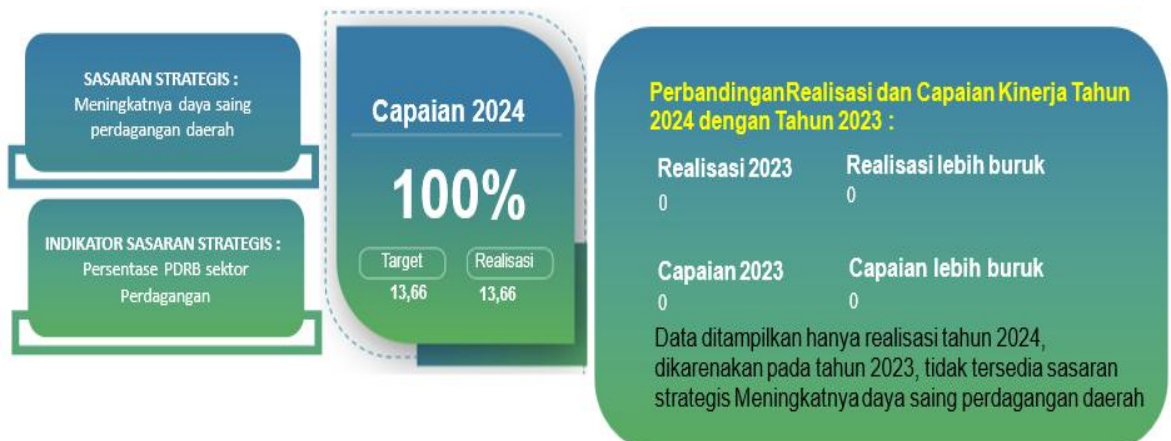 SASARAN STRATEGIS :
Meningkatnya daya saing
perdagangan daerah
INDIKATOR SASARAN STRATEGIS :
Persentase PDRB sektor
Perdagangan
Capaian 2024
100%
Target
Realisasi
13,66
13,66
PerbandinganRealisasi dan Capaian Kinerja Tahun
2024 dengan Tahun 2023 :
Realisasi 2023
Realisasi lebih buruk
0
0
Capaian 2023
Capaian lebih buruk
0
0
Data ditampilkan hanya realisasi tahun 2024,
dikarenakan pada tahun 2023, tidak tersedia sasaran
strategis Meningkatnya daya saing perdagangan daerah